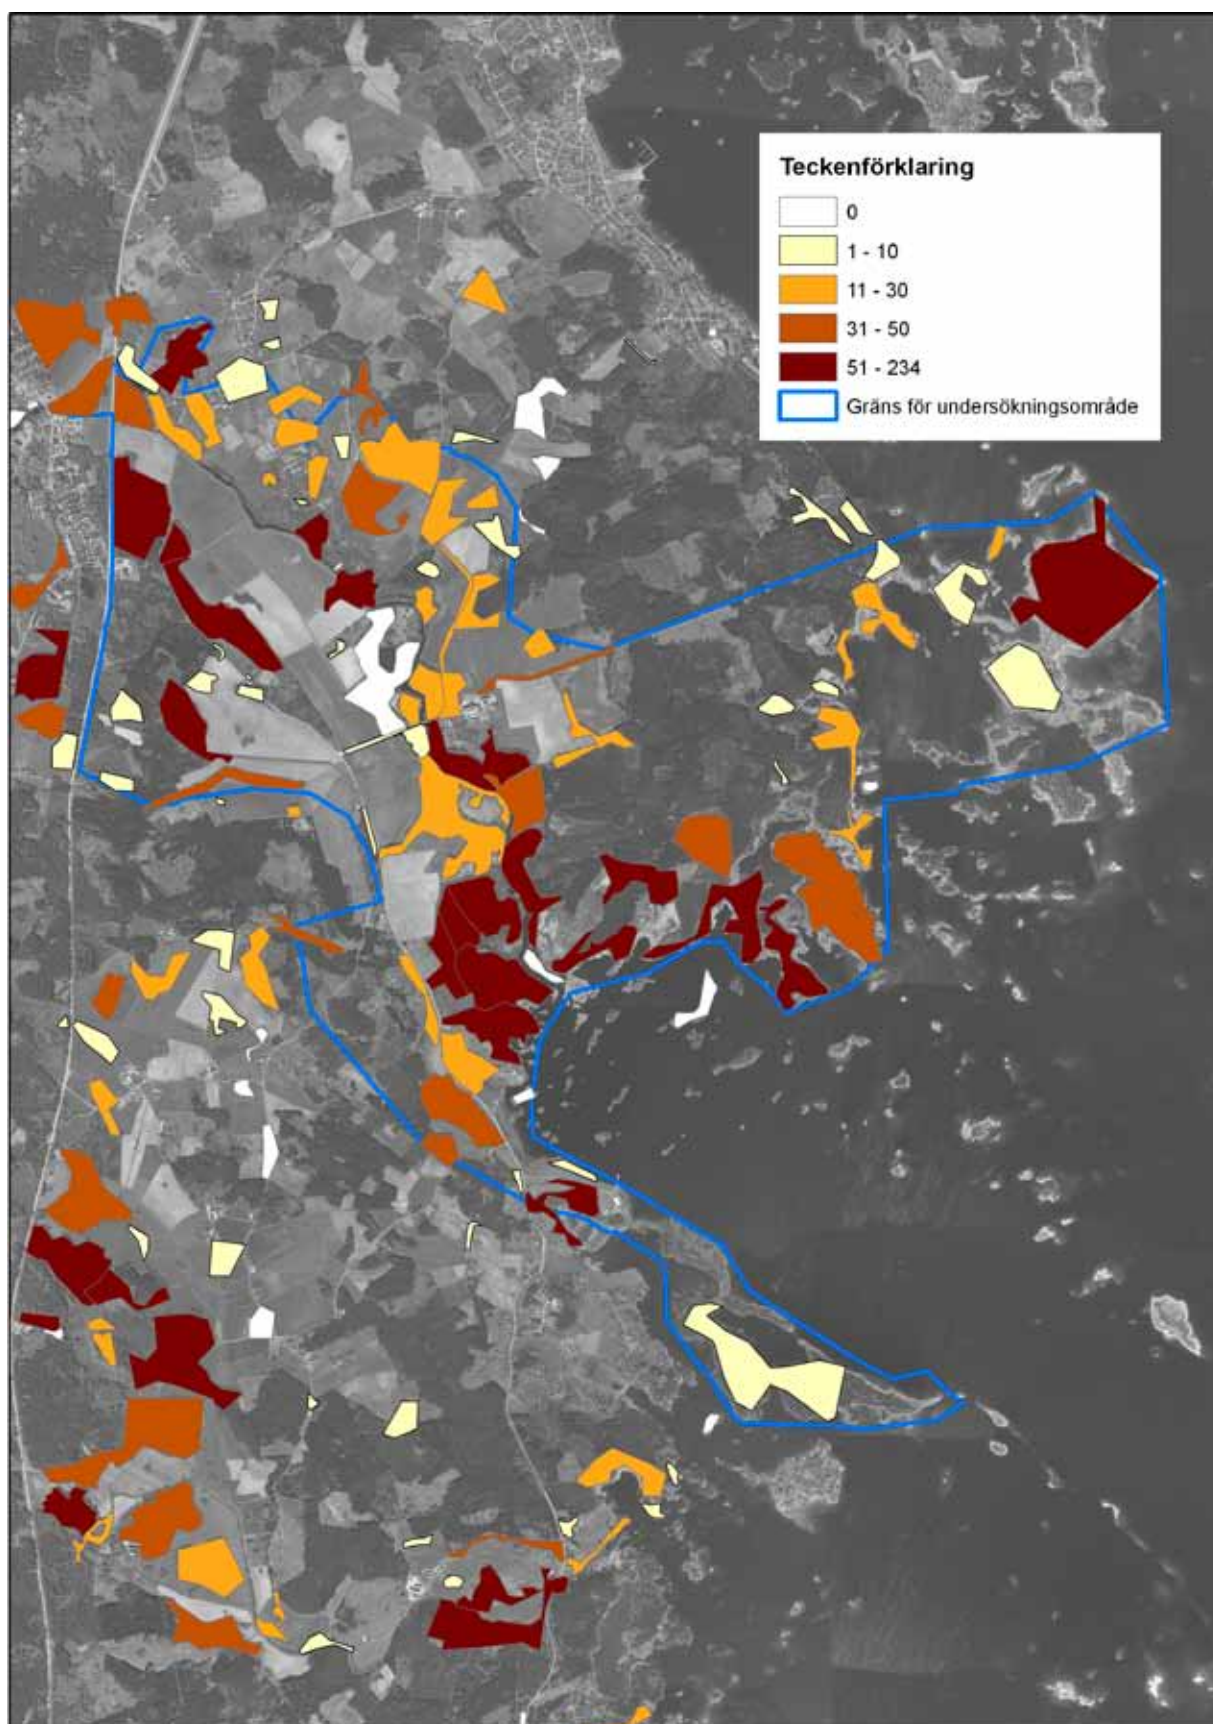 Teckenförklaring
0
1 - 10
11 - 30
31 - 50
51 - 234
Gräns för undersökningsområde